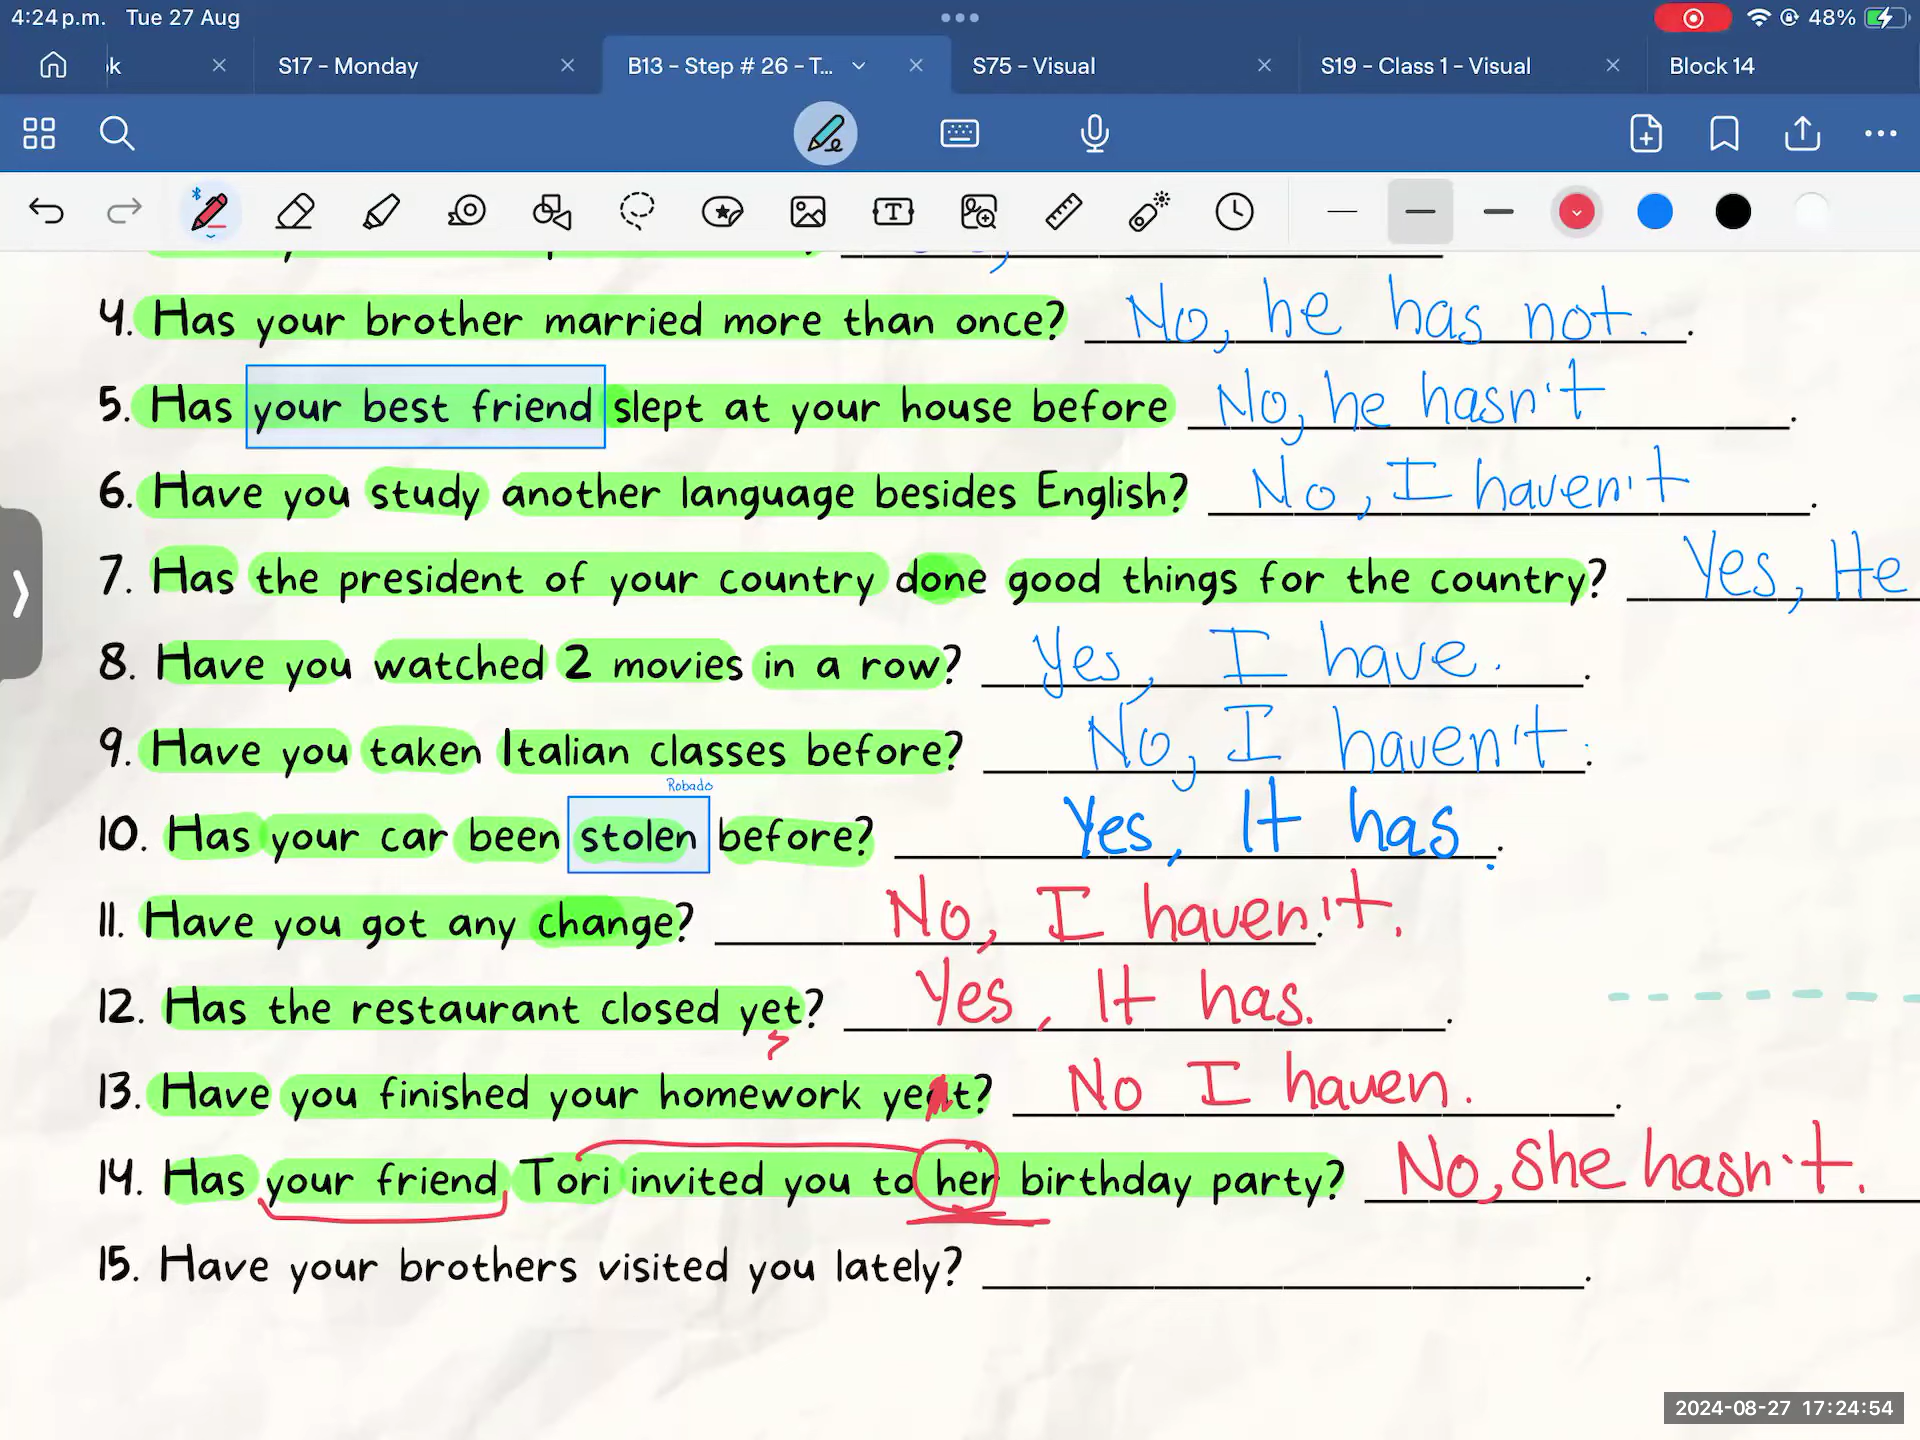 4:24 p.m. Tue 27 Aug
48%
k
S17 - Monday
B13 - Step # 26 - T...
S75 - Visual
S19 - Class 1 - Visual
Block 14
4. Has your brother married more than once? No, he has not.
5. Has your best friend slept at your house before No, he hasn't
6. Have you study another language besides English? No, I haven't
7. Has the president of your country done good things for the country? Yes, He
8. Have you watched 2 movies in a row? Yes, I have.
9. Have you taken Italian classes before? No, I haven't.
Robado
10. Has your car been stolen before? Yes, It has.
11. Have you got any change? No, I haven't.
12. Has the restaurant closed yet? Yes, It has.
13. Have you finished your homework yet? No I haven.
14. Has your friend Tori invited you to her birthday party? No, She hasn't.
15. Have your brothers visited you lately?
2024-08-27 17:24:54